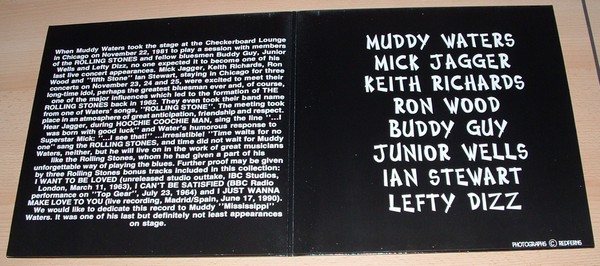 When Muddy Waters took the stage at the Checkerboard Lounge
in Chicago on November 22, 1981 to play a session with members
of the ROLLING STONES and fellow bluesmen Buddy Guy, Junior
Wells and Lefty Dizz, no one expected it to become one of his
last live concert appearances. Mick Jagger, Keith Richards, Ron
Wood and "fifth Stone" Ian Stewart, staying in Chicago for three
concerts on November 23, 24 and 25, were excited to meet their
long-time idol, perhaps the greatest bluesman ever and, of course,
one of the major influences which led to the formation of THE
ROLLING STONES back in 1962. They even took their band name
from one of Waters' songs, "ROLLING STONE". The meeting took
place in an atmosphere of great anticipation, friendship and respect.
Hear Jagger, during HOOCHIE COOCHIE MAN, sing the line "...I
was born with good luck" and Water's humorous response to
Superstar Mick: "...I see that!" ...irresistible! "Time waits for no
one" sang the ROLLING STONES, and time did not wait for Muddy
Waters, neither, but he will live on in the work of great musicians
like the Rolling Stones, whom he had given a part of his
unforgettable way of playing the blues. Further proof may be given
by three Rolling Stones bonus tracks included in this collection:
I WANT TO BE LOVED (unreleased studio outtake, IBC Studios,
London, March 11, 1963), I CAN'T BE SATISFIED (BBC Radio
performance on "Top Gear", July 23, 1964) and I JUST WANNA
MAKE LOVE TO YOU (live recording, Madrid/Spain, June 17, 1990).
We would like to dedicate this record to Muddy "Mississippi"
Waters. It was one of his last but definitely not least appearances
on stage.
MUDDY WATERS
MICK JAGGER
KEITH RICHARDS
RON WOOD
BUDDY GUY
JUNIOR WELLS
IAN STEWART
LEFTY DIZZ
PHOTOGRAPHS © REDFERNS